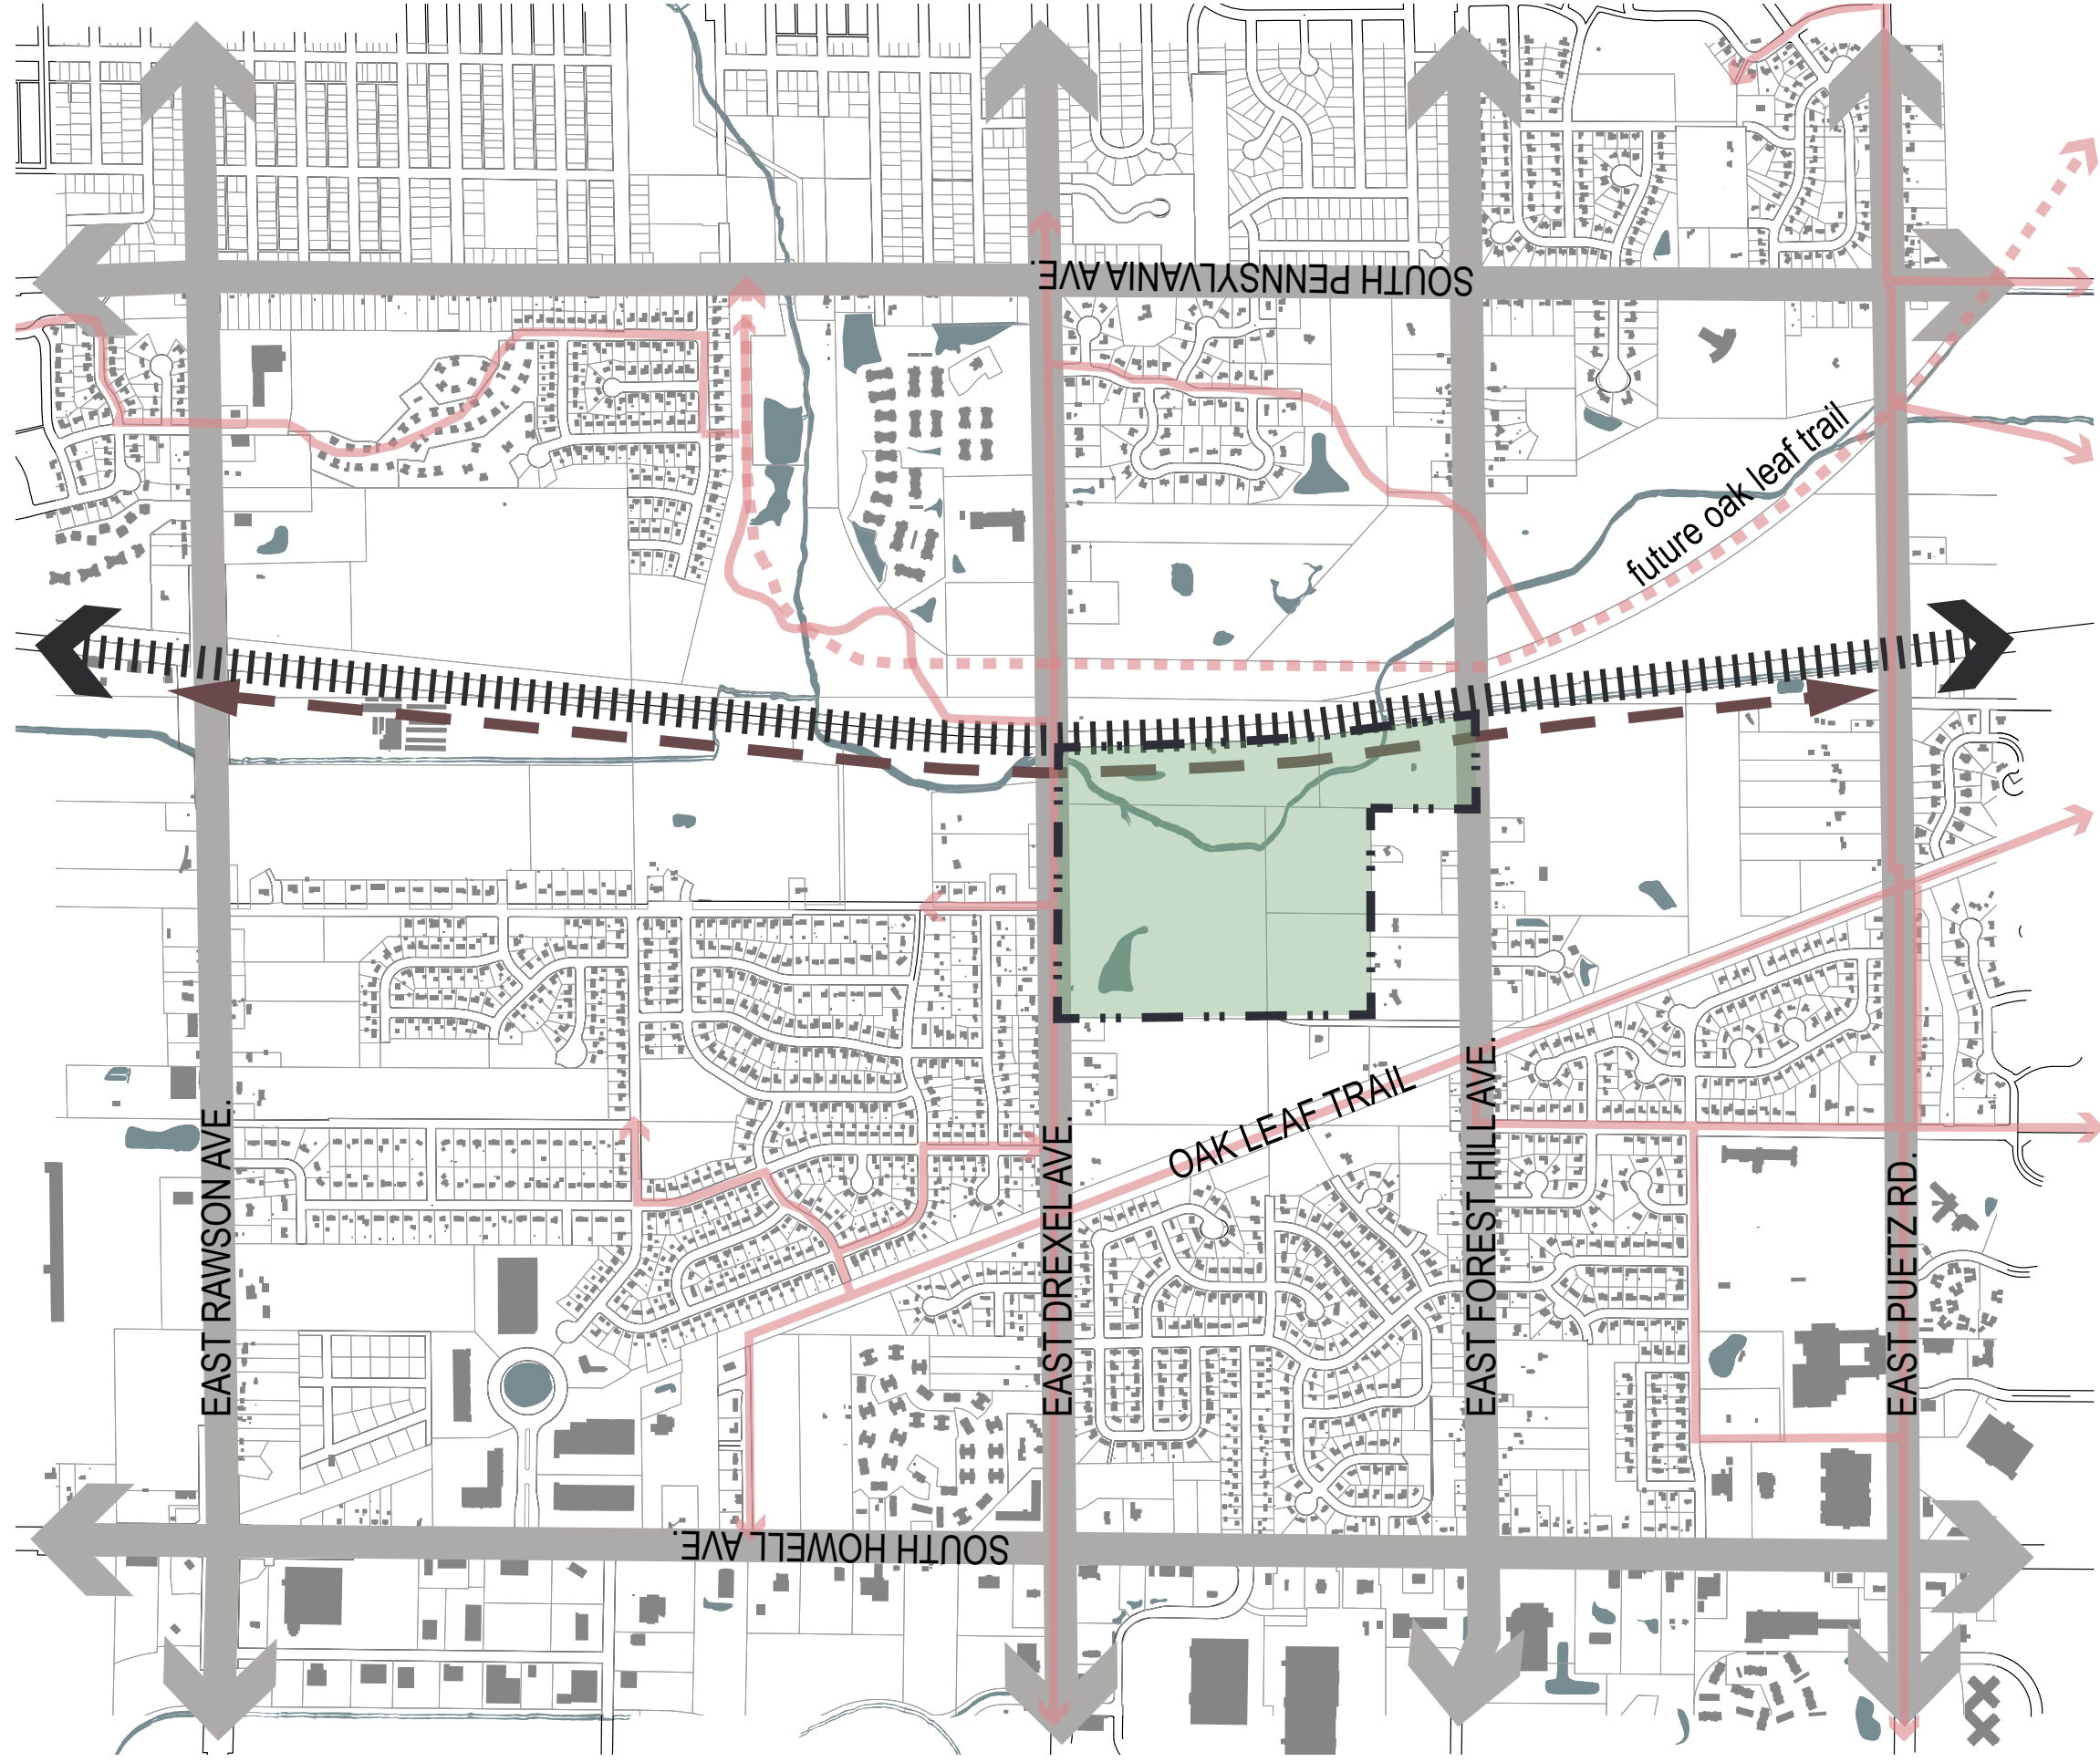 SOUTH PENNSYLVANIA AVE.
future oak leaf trail
OAK LEAF TRAIL
EAST RAWSON AVE.
EAST DREXEL AVE.
EAST FOREST HILL AVE.
EAST PUETZ RD.
SOUTH HOWELL AVE.